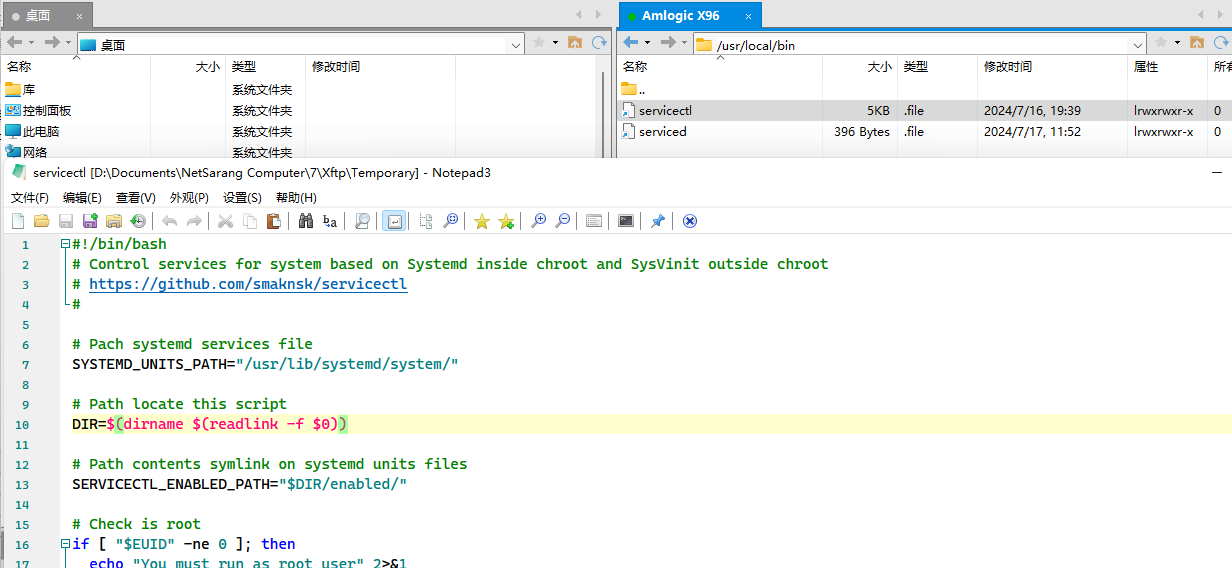 桌面 ×
Amlogic X96 ×
桌面
/usr/local/bin
名称 大小 类型 修改时间
名称 大小 类型 修改时间 属性
库 系统文件夹
控制面板 系统文件夹
此电脑 系统文件夹
网络 系统文件夹
..
servicectl 5KB .file 2024/7/16, 19:39 lrwxrwxr-x 0
serviced 396 Bytes .file 2024/7/17, 11:52 lrwxrwxr-x 0
servicectl [D:\Documents\NetSarang Computer\7\Xftp\Temporary] - Notepad3
文件(F) 编辑(E) 查看(V) 外观(P) 设置(S) 帮助(H)
1 #!/bin/bash
2 # Control services for system based on Systemd inside chroot and SysVinit outside chroot
3 # https://github.com/smaknsk/servicectl
4 #
5
6 # Pach systemd services file
7 SYSTEMD_UNITS_PATH="/usr/lib/systemd/system/"
8
9 # Path locate this script
10 DIR=$(dirname $(readlink -f $0))
11
12 # Path contents symlink on systemd units files
13 SERVICECTL_ENABLED_PATH="$DIR/enabled/"
14
15 # Check is root
16 if [ "$EUID" -ne 0 ]; then
17 echo "You must run as root user" 2>&1